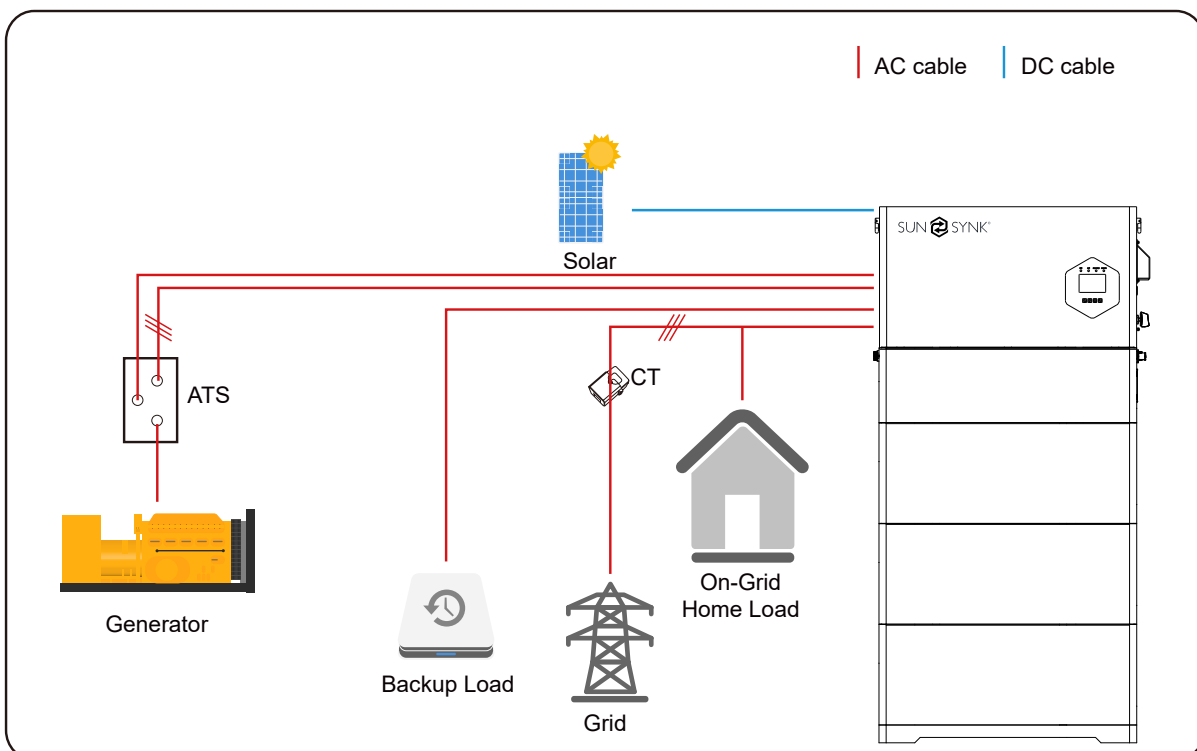 AC cable
DC cable
SUN SYNK®
Solar
ATS
CT
Generator
On-Grid
Home Load
Backup Load
Grid